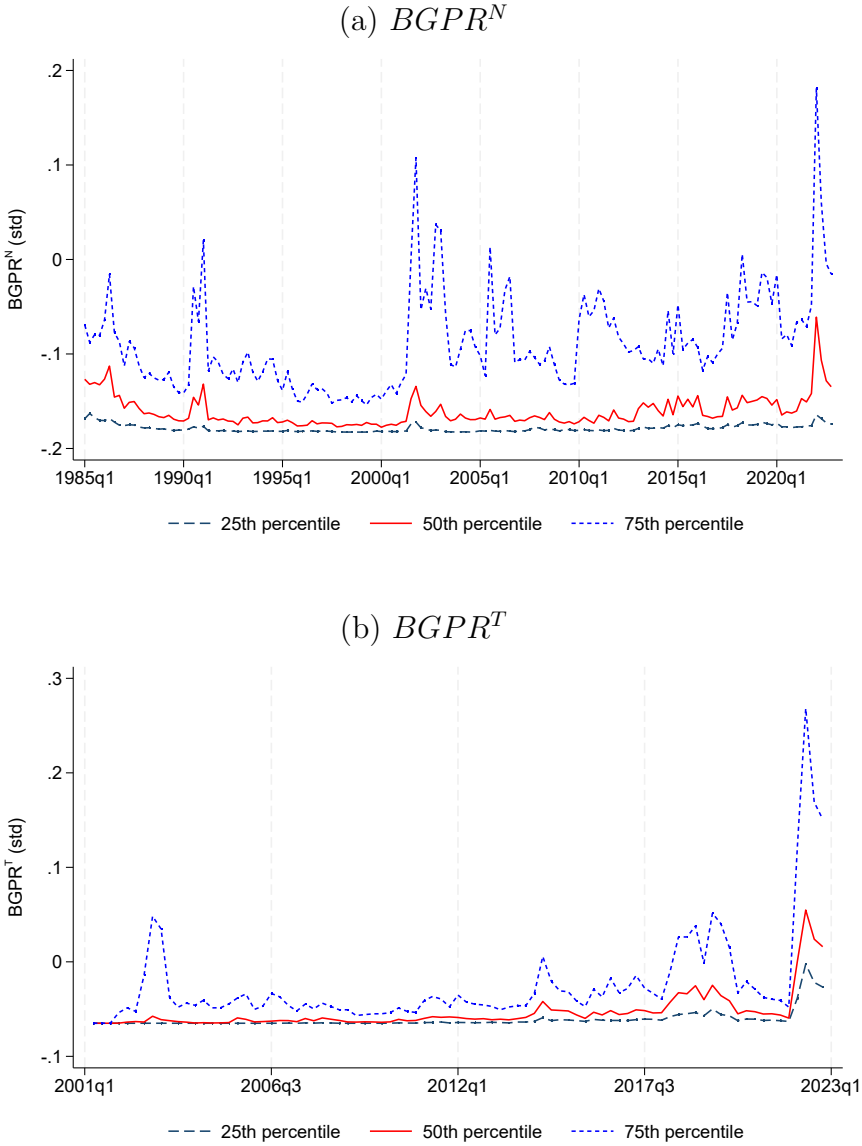 (a) BGPR^N
.2
.1
0
-.1
-.2
BGPR^N (std)
1985q1 1990q1 1995q1 2000q1 2005q1 2010q1 2015q1 2020q1
25th percentile 50th percentile 75th percentile
(b) BGPR^T
.3
.2
.1
0
-.1
BGPR^T (std)
2001q1 2006q3 2012q1 2017q3 2023q1
25th percentile 50th percentile 75th percentile